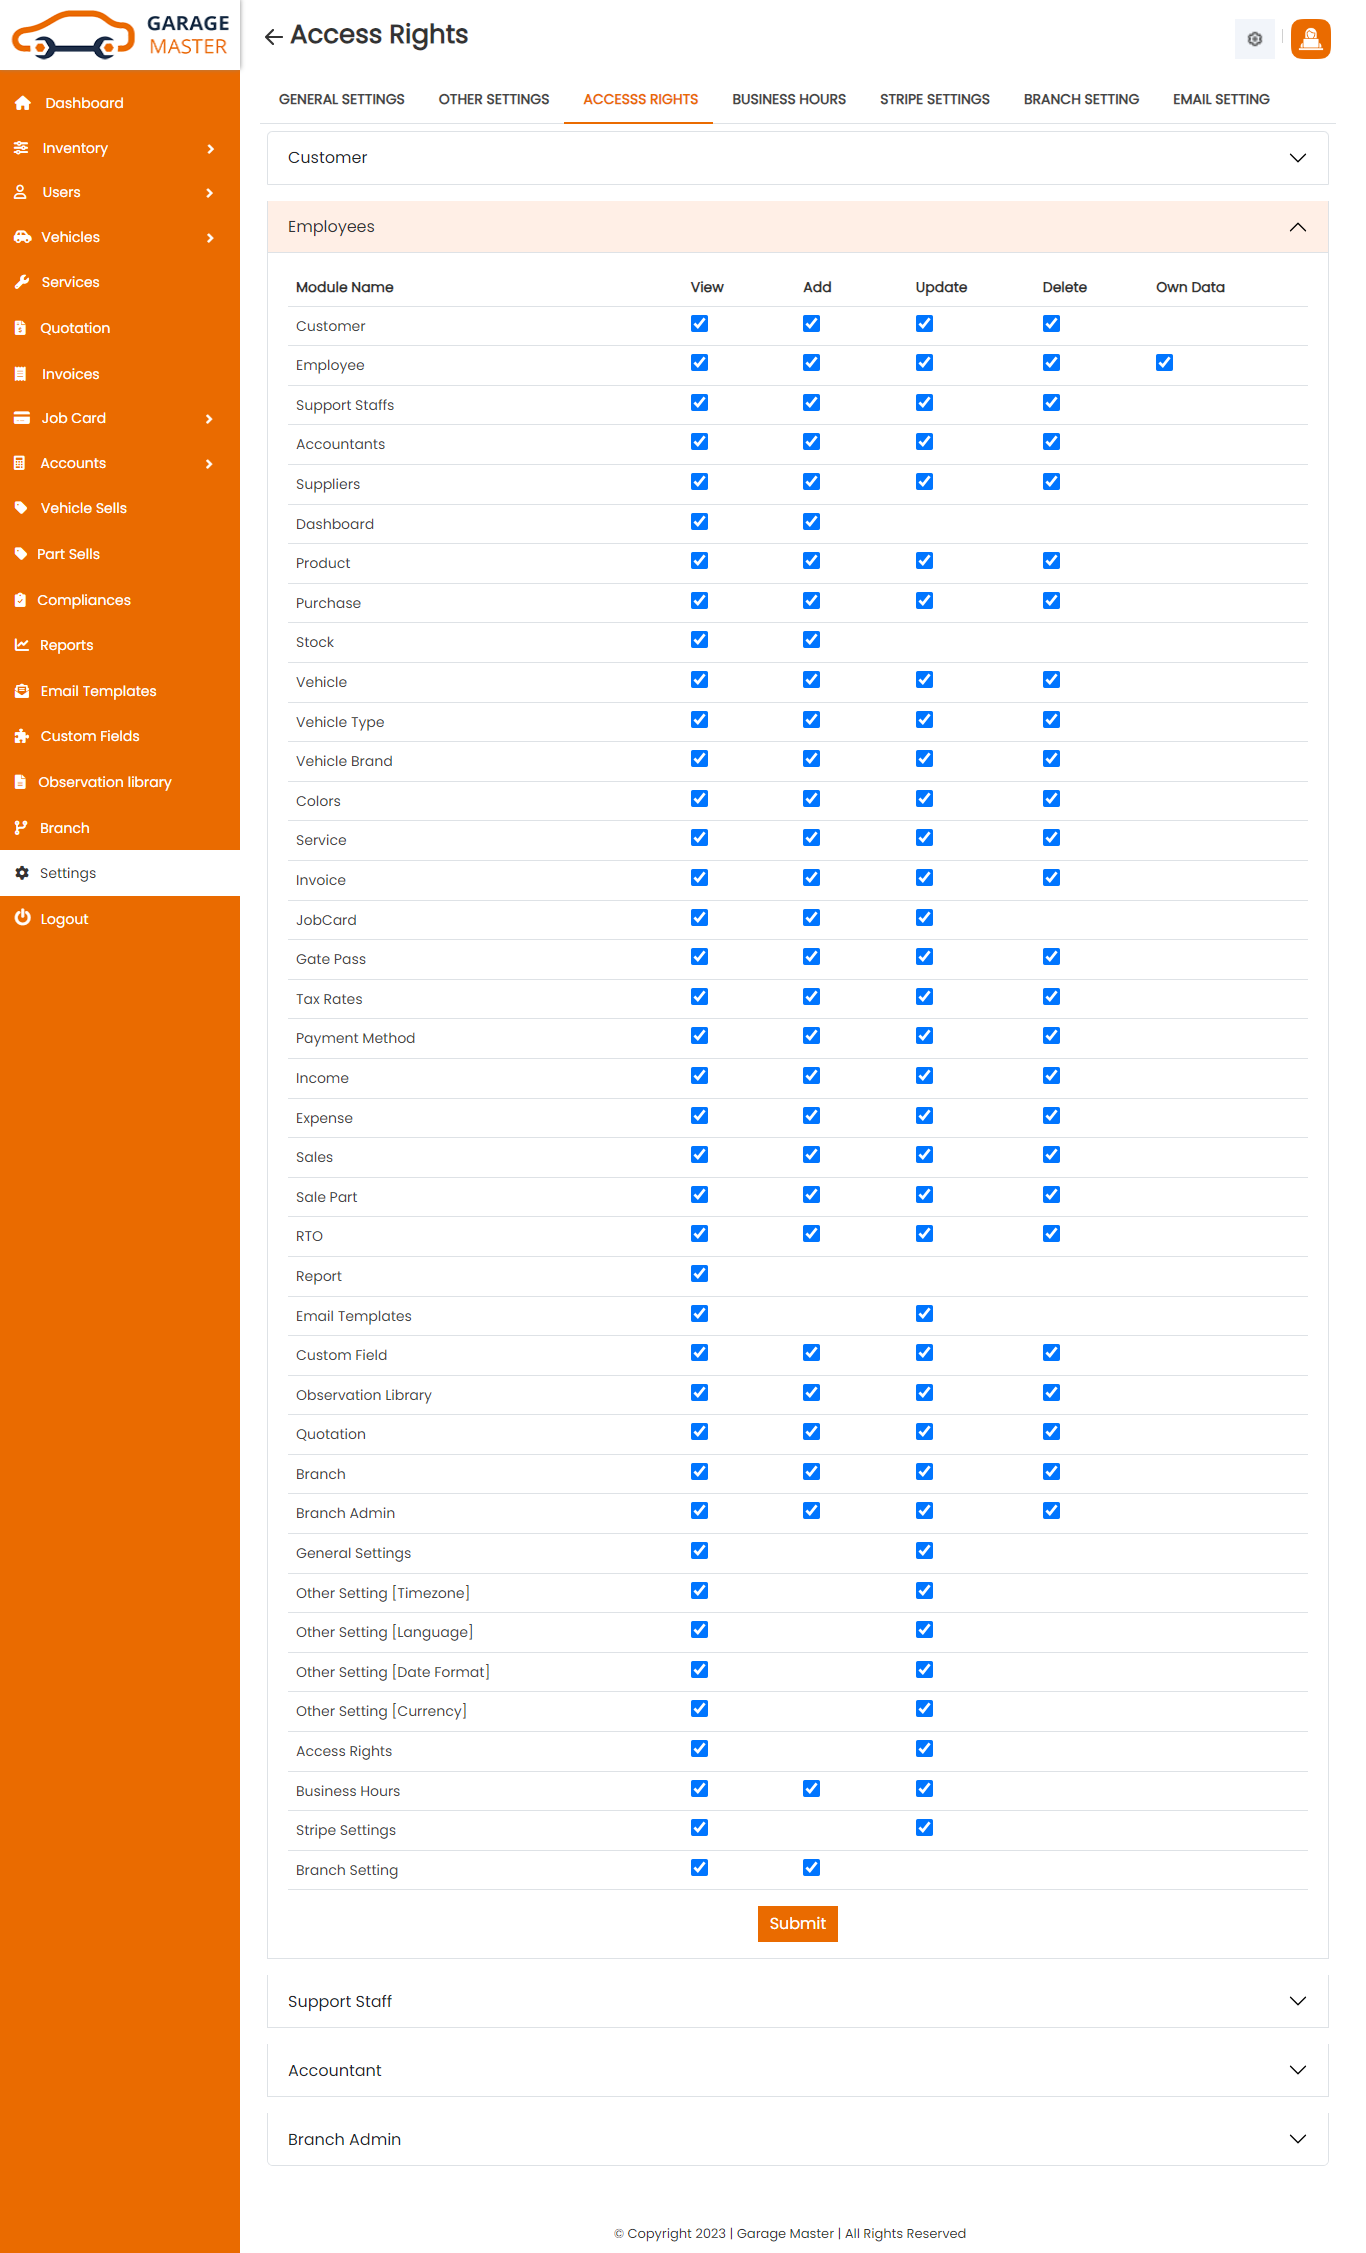 GARAGE
MASTER
Access Rights
Dashboard
Inventory
Users
Vehicles
Services
Quotation
Invoices
Job Card
Accounts
Vehicle Sells
Part Sells
Compliances
Reports
Email Templates
Custom Fields
Observation library
Branch
Settings
Logout
GENERAL SETTINGS OTHER SETTINGS ACCESSS RIGHTS BUSINESS HOURS STRIPE SETTINGS BRANCH SETTING EMAIL SETTING
Customer
Employees
Module Name View Add Update Delete Own Data
Customer
Employee
Support Staffs
Accountants
Suppliers
Dashboard
Product
Purchase
Stock
Vehicle
Vehicle Type
Vehicle Brand
Colors
Service
Invoice
JobCard
Gate Pass
Tax Rates
Payment Method
Income
Expense
Sales
Sale Part
RTO
Report
Email Templates
Custom Field
Observation Library
Quotation
Branch
Branch Admin
General Settings
Other Setting [Timezone]
Other Setting [Language]
Other Setting [Date Format]
Other Setting [Currency]
Access Rights
Business Hours
Stripe Settings
Branch Setting
Submit
Support Staff
Accountant
Branch Admin
© Copyright 2023 | Garage Master | All Rights Reserved